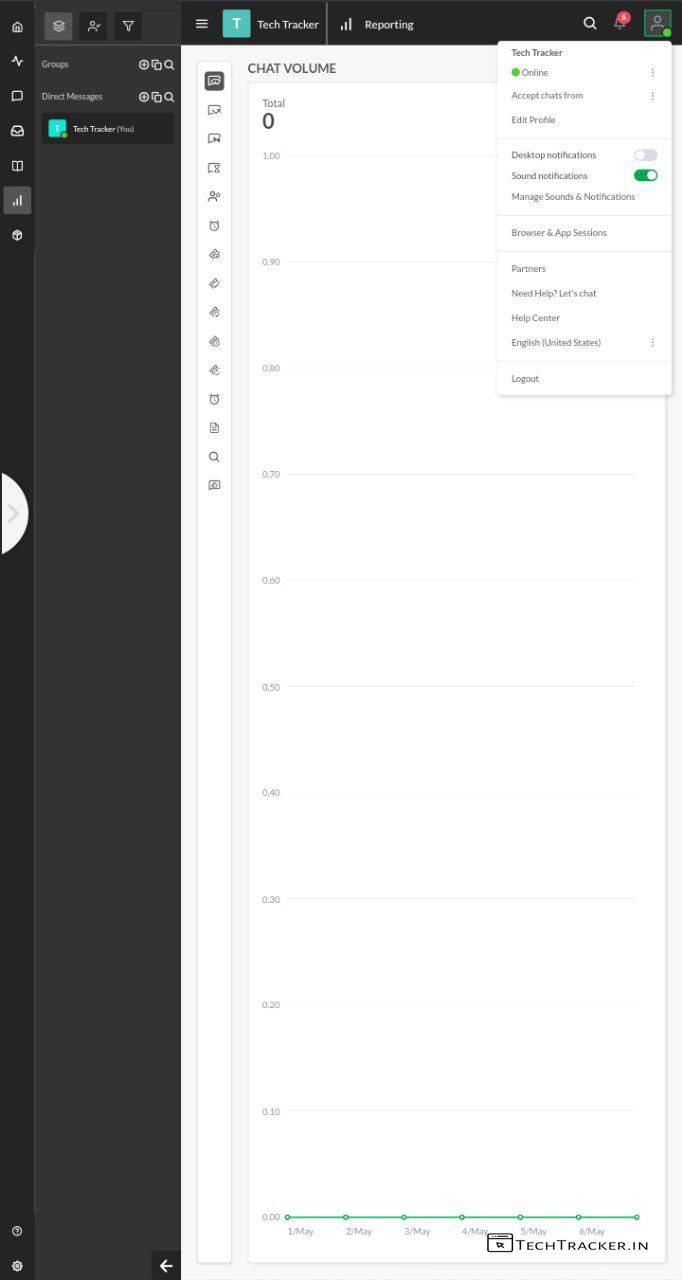 T Tech Tracker
Reporting
6
Groups
Direct Messages
T Tech Tracker (You)
CHAT VOLUME
Total
0
1.00
0.90
0.80
0.70
0.60
0.50
0.40
0.30
0.20
0.10
0.00
1/May 2/May 3/May 4/May 5/May 6/May
Tech Tracker
Online
Accept chats from
Edit Profile
Desktop notifications
Sound notifications
Manage Sounds & Notifications
Browser & App Sessions
Partners
Need Help? Let's chat
Help Center
English (United States)
Logout
TECHTRACKER.IN